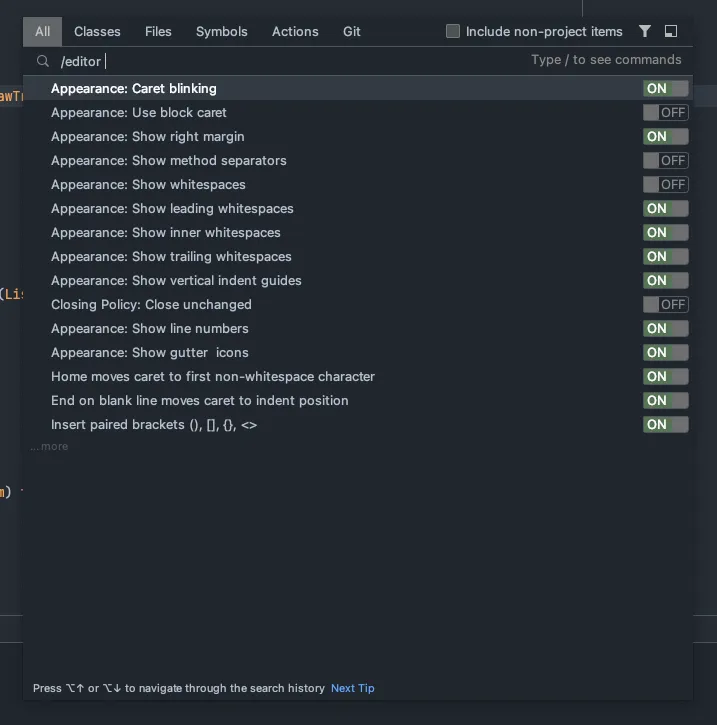 All Classes Files Symbols Actions Git Include non-project items
/editor Type / to see commands
Appearance: Caret blinking ON
Appearance: Use block caret OFF
Appearance: Show right margin ON
Appearance: Show method separators OFF
Appearance: Show whitespaces OFF
Appearance: Show leading whitespaces ON
Appearance: Show inner whitespaces ON
Appearance: Show trailing whitespaces ON
Appearance: Show vertical indent guides ON
(Lis
Closing Policy: Close unchanged OFF
Appearance: Show line numbers ON
Appearance: Show gutter icons ON
Home moves caret to first non-whitespace character ON
End on blank line moves caret to indent position ON
Insert paired brackets (), [], {}, <> ON
...more
Press ⌥↑ or ⌥↓ to navigate through the search history Next Tip